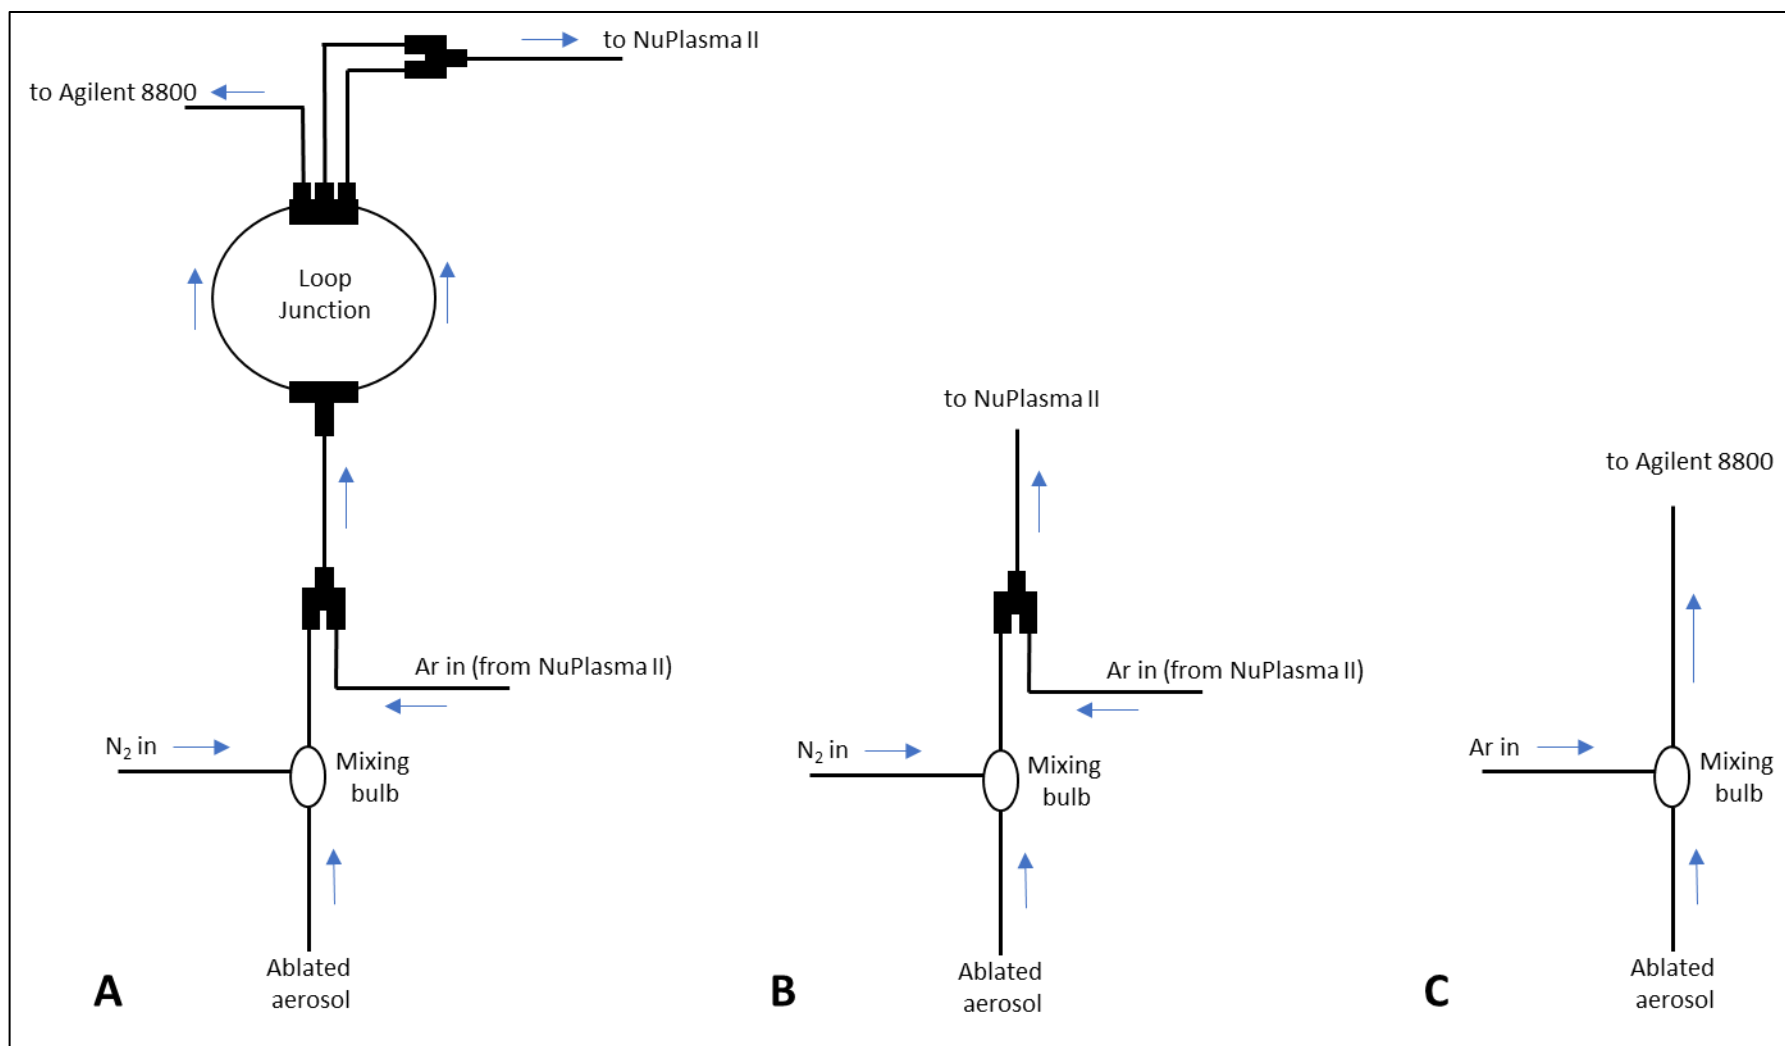 to NuPlasma II
to Agilent 8800
Loop
Junction
Ar in (from NuPlasma II)
N₂ in
Mixing
bulb
Ablated
aerosol
A
to NuPlasma II
Ar in (from NuPlasma II)
N₂ in
Mixing
bulb
Ablated
aerosol
B
to Agilent 8800
Ar in
Mixing
bulb
Ablated
aerosol
C